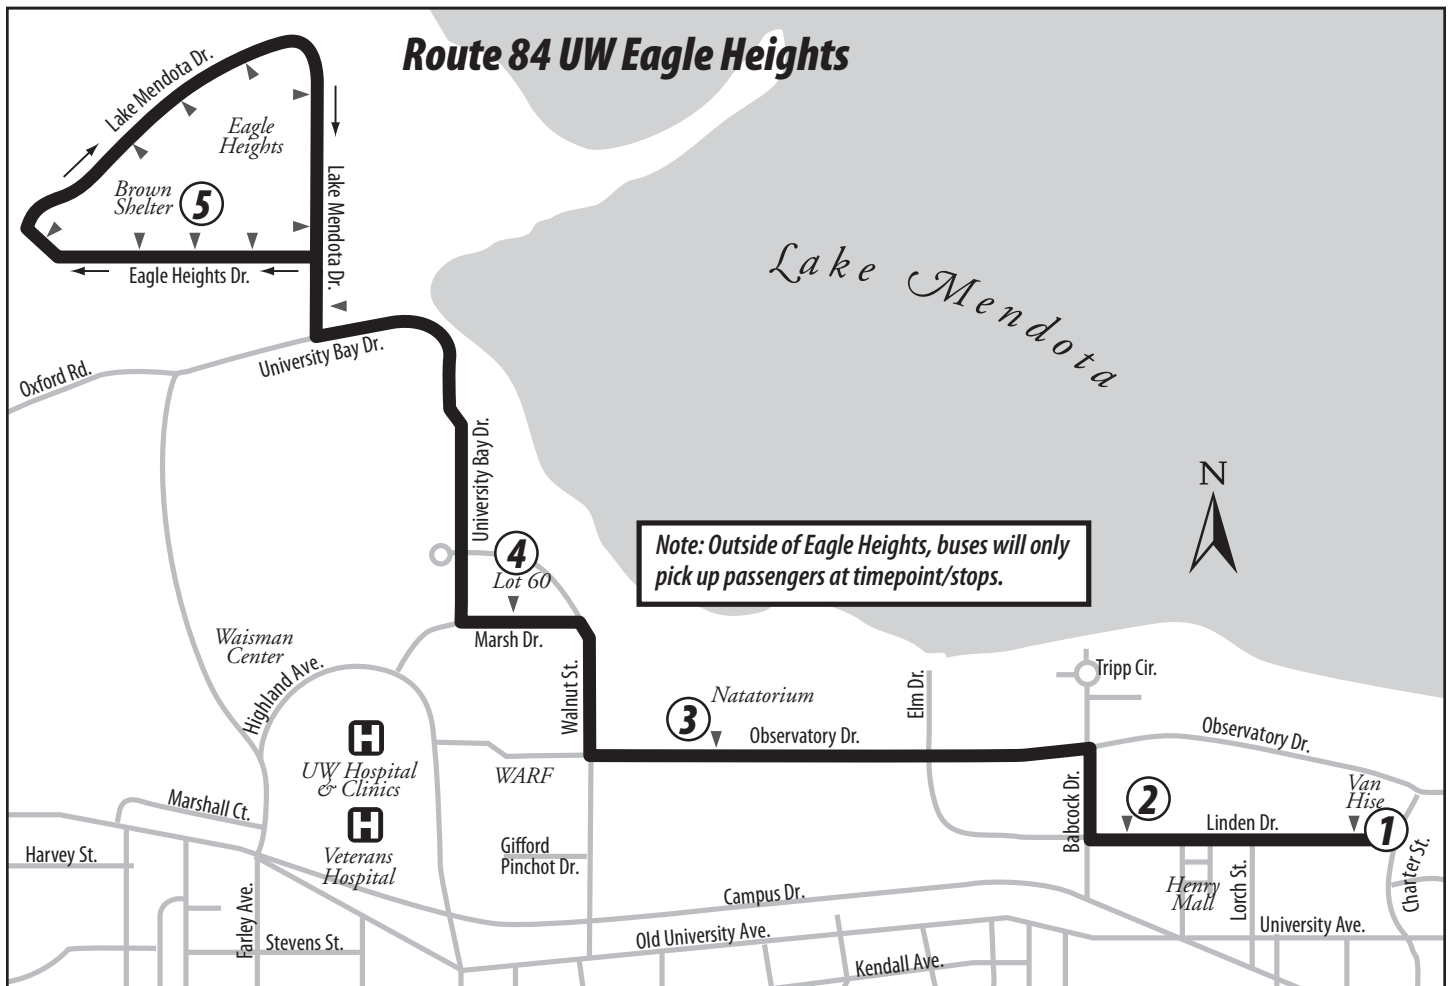 Route 84 UW Eagle Heights
Lake Mendota Dr.
Eagle
Heights
Brown
Shelter
5
Lake Mendota Dr.
Eagle Heights Dr.
Lake Mendota
University Bay Dr.
Oxford Rd.
University Bay Dr.
N
4
Lot 60
Note: Outside of Eagle Heights, buses will only
pick up passengers at timepoint/stops.
Marsh Dr.
Waisman
Center
Highland Ave.
Walnut St.
3
Natatorium
Observatory Dr.
Elm Dr.
Tripp Cir.
Observatory Dr.
H
UW Hospital
& Clinics
WARF
Marshall Ct.
H
Veterans
Hospital
Harvey St.
Gifford
Pinchot Dr.
Babcock Dr.
2
Linden Dr.
Van
Hise
1
Charter St.
Henry
Mall
Lorch St.
Campus Dr.
University Ave.
Farley Ave.
Stevens St.
Old University Ave.
Kendall Ave.